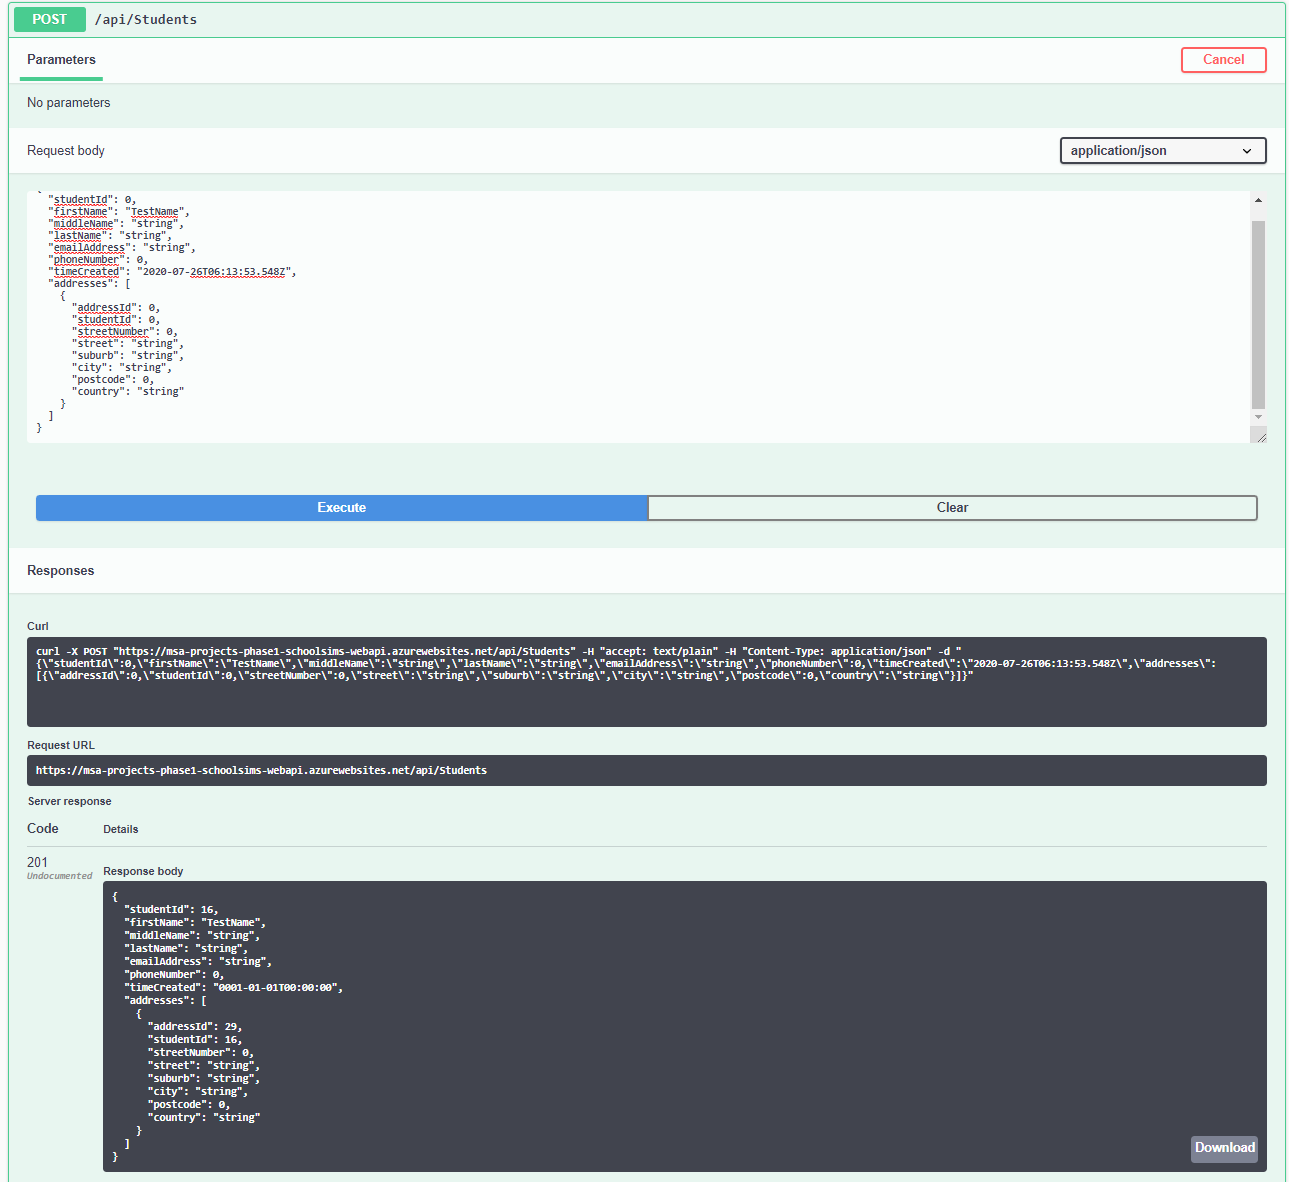 POST /api/Students
Parameters
Cancel
No parameters
Request body
application/json
"studentId": 0,
"firstName": "TestName",
"middleName": "string",
"lastName": "string",
"emailAddress": "string",
"phoneNumber": 0,
"timeCreated": "2020-07-26T06:13:53.548Z",
"addresses": [
{
"addressId": 0,
"studentId": 0,
"streetNumber": 0,
"street": "string",
"suburb": "string",
"city": "string",
"postcode": 0,
"country": "string"
}
]
}
Execute
Clear
Responses
Curl
curl -X POST "https://msa-projects-phase1-schoolsims-webapi.azurewebsites.net/api/Students" -H "accept: text/plain" -H "Content-Type: application/json" -d "
{\"studentId\":0,\"firstName\":\"TestName\",\"middleName\":\"string\",\"lastName\":\"string\",\"emailAddress\":\"string\",\"phoneNumber\":0,\"timeCreated\":\"2020-07-26T06:13:53.548Z\",\"addresses\":
[{\"addressId\":0,\"studentId\":0,\"streetNumber\":0,\"street\":\"string\",\"suburb\":\"string\",\"city\":\"string\",\"postcode\":0,\"country\":\"string\"}]}"
Request URL
https://msa-projects-phase1-schoolsims-webapi.azurewebsites.net/api/Students
Server response
Code
Details
201
Undocumented
Response body
{
"studentId": 16,
"firstName": "TestName",
"middleName": "string",
"lastName": "string",
"emailAddress": "string",
"phoneNumber": 0,
"timeCreated": "0001-01-01T00:00:00",
"addresses": [
{
"addressId": 29,
"studentId": 16,
"streetNumber": 0,
"street": "string",
"suburb": "string",
"city": "string",
"postcode": 0,
"country": "string"
}
]
}
Download